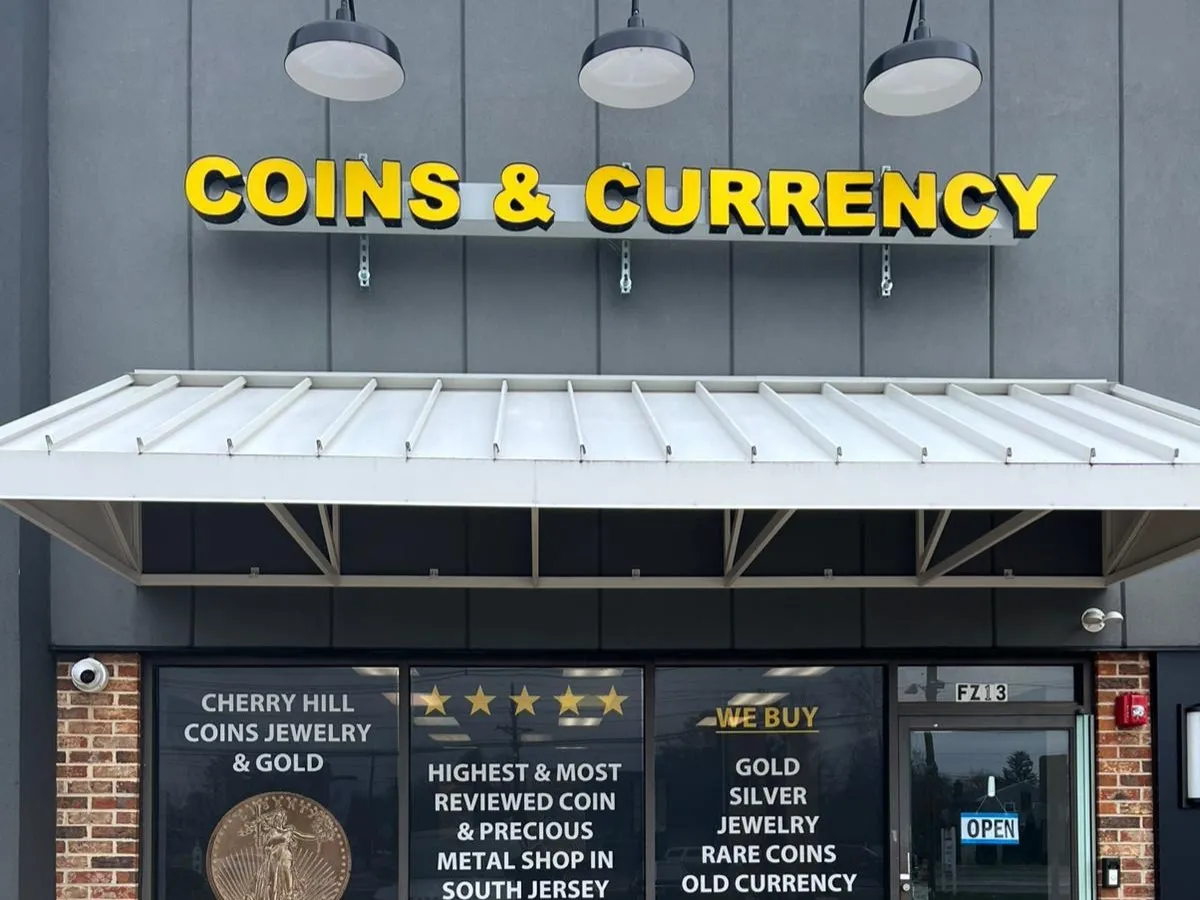 COINS & CURRENCY
CHERRY HILL
COINS JEWELRY
& GOLD
HIGHEST & MOST
REVIEWED COIN
& PRECIOUS
METAL SHOP IN
SOUTH JERSEY
WE BUY
GOLD
SILVER
JEWELRY
RARE COINS
OLD CURRENCY
FZ13
OPEN